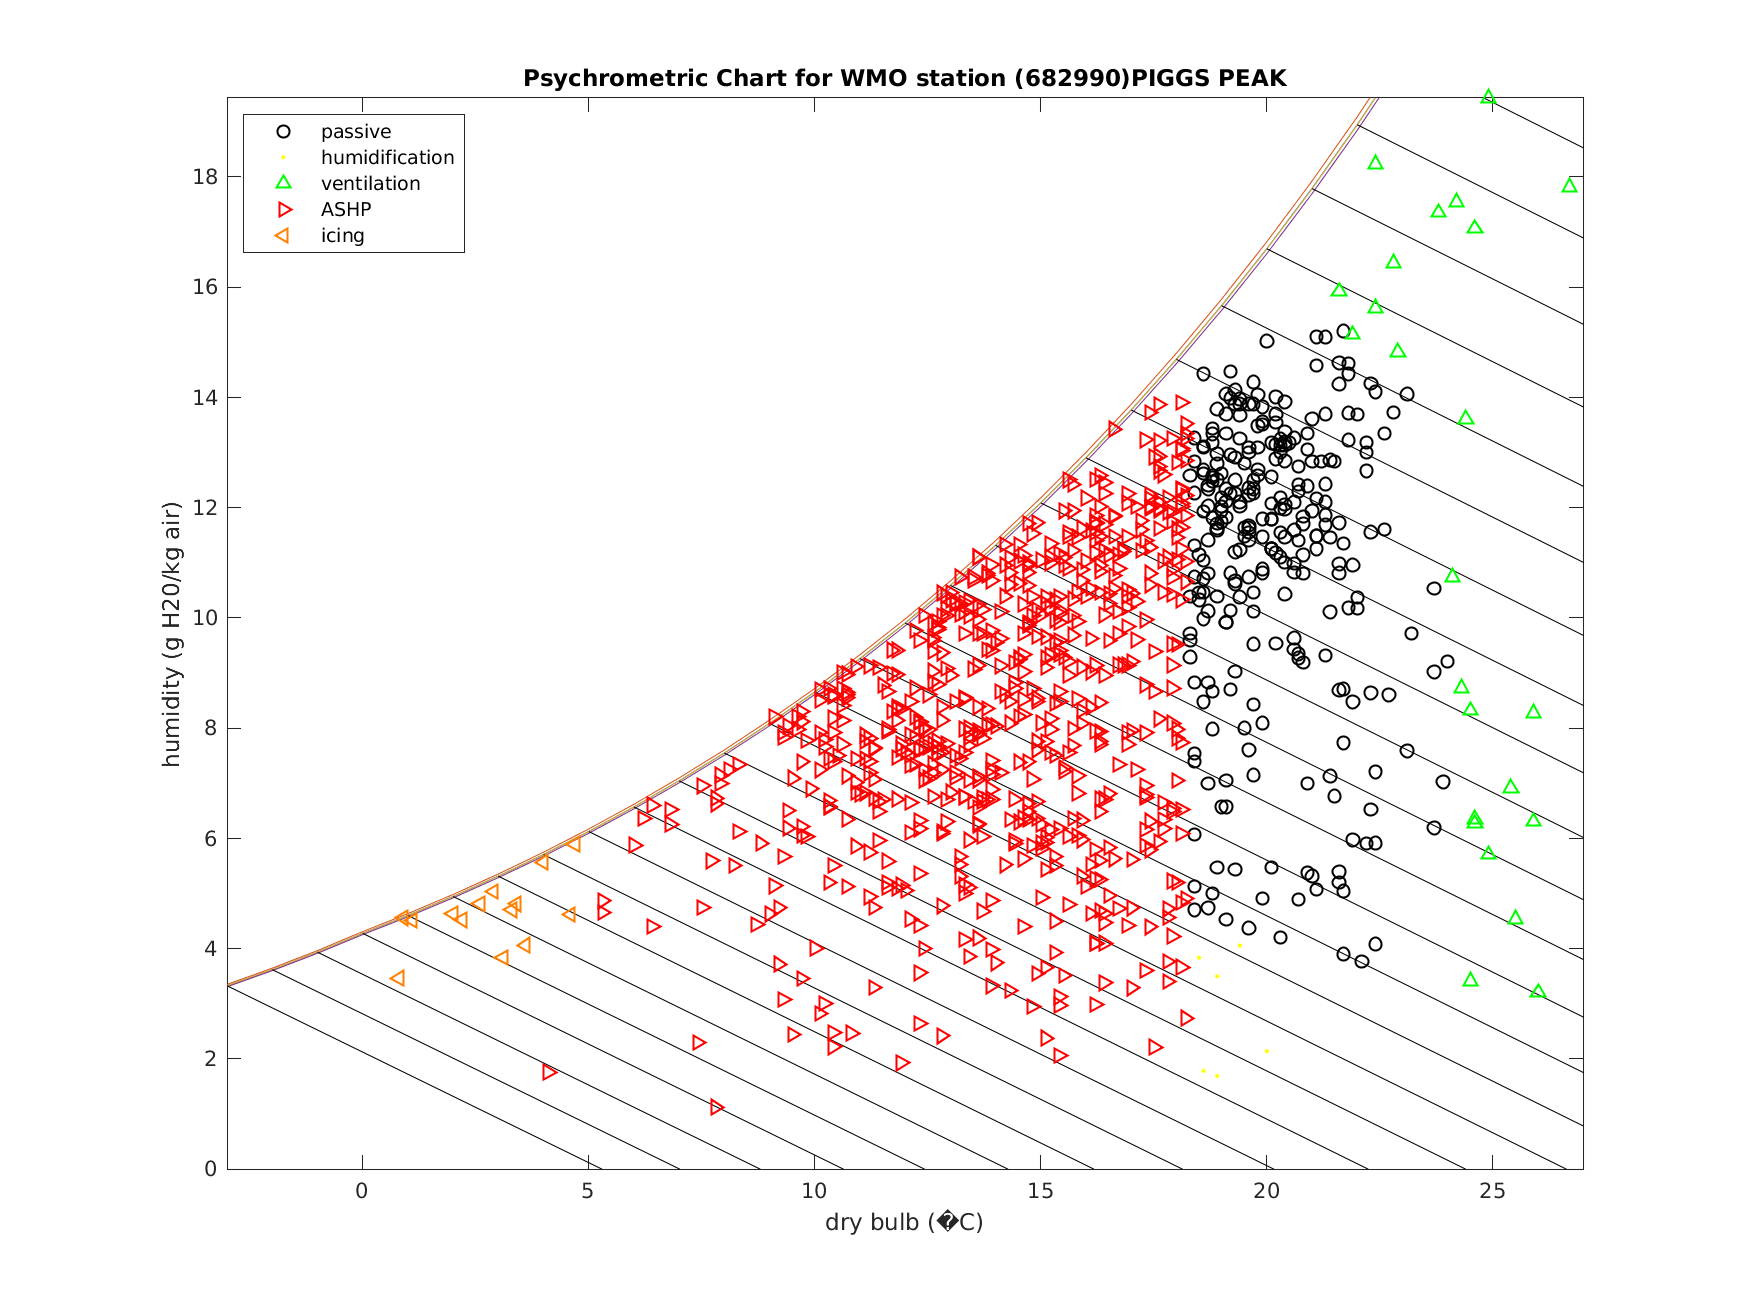 Psychrometric Chart for WMO station (682990)PIGGS PEAK
passive
humidification
ventilation
ASHP
icing
humidity (g H20/kg air)
18
16
14
12
10
8
6
4
2
0
0 5 10 15 20 25
dry bulb (�C)